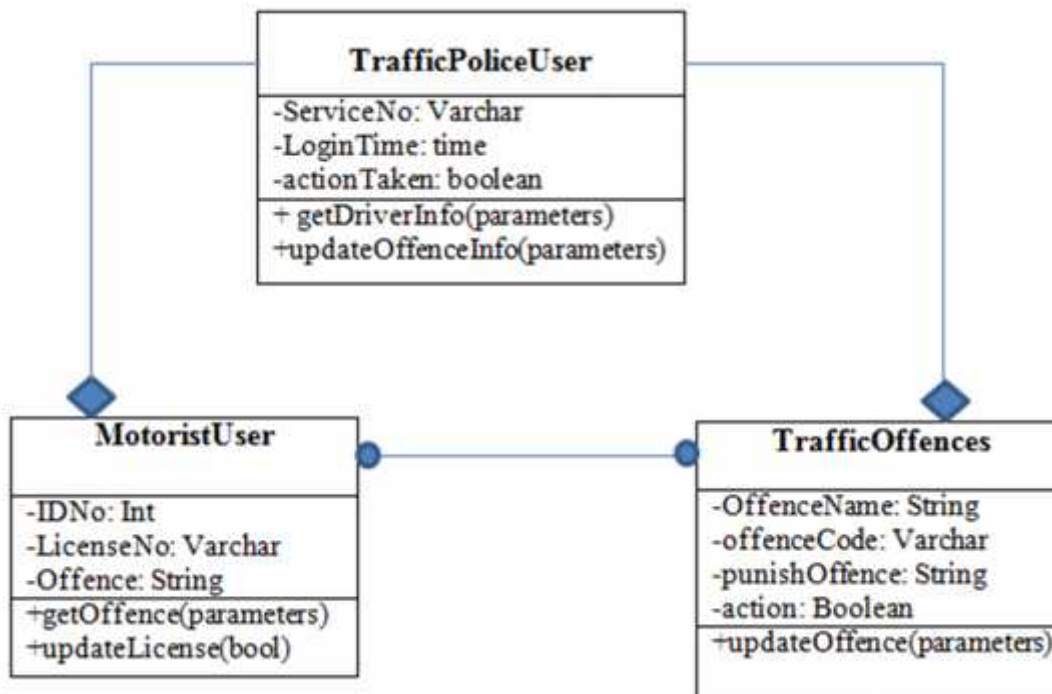 TrafficPoliceUser
-ServiceNo: Varchar
-LoginTime: time
-actionTaken: boolean
+ getDriverInfo(parameters)
+updateOffenceInfo(parameters)
MotoristUser
-IDNo: Int
-LicenseNo: Varchar
-Offence: String
+getOffence(parameters)
+updateLicense(bool)
TrafficOffences
-OffenceName: String
-offenceCode: Varchar
-punishOffence: String
-action: Boolean
+updateOffence(parameters)